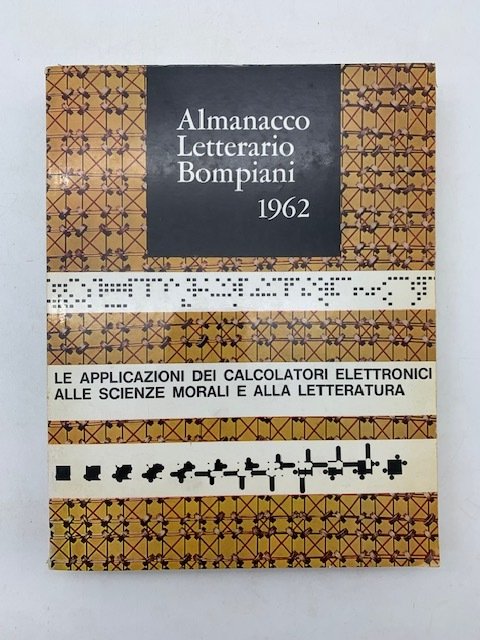 Almanacco
Letterario
Bompiani
1962
LE APPLICAZIONI DEI CALCOLATORI ELETTRONICI
ALLE SCIENZE MORALI E ALLA LETTERATURA